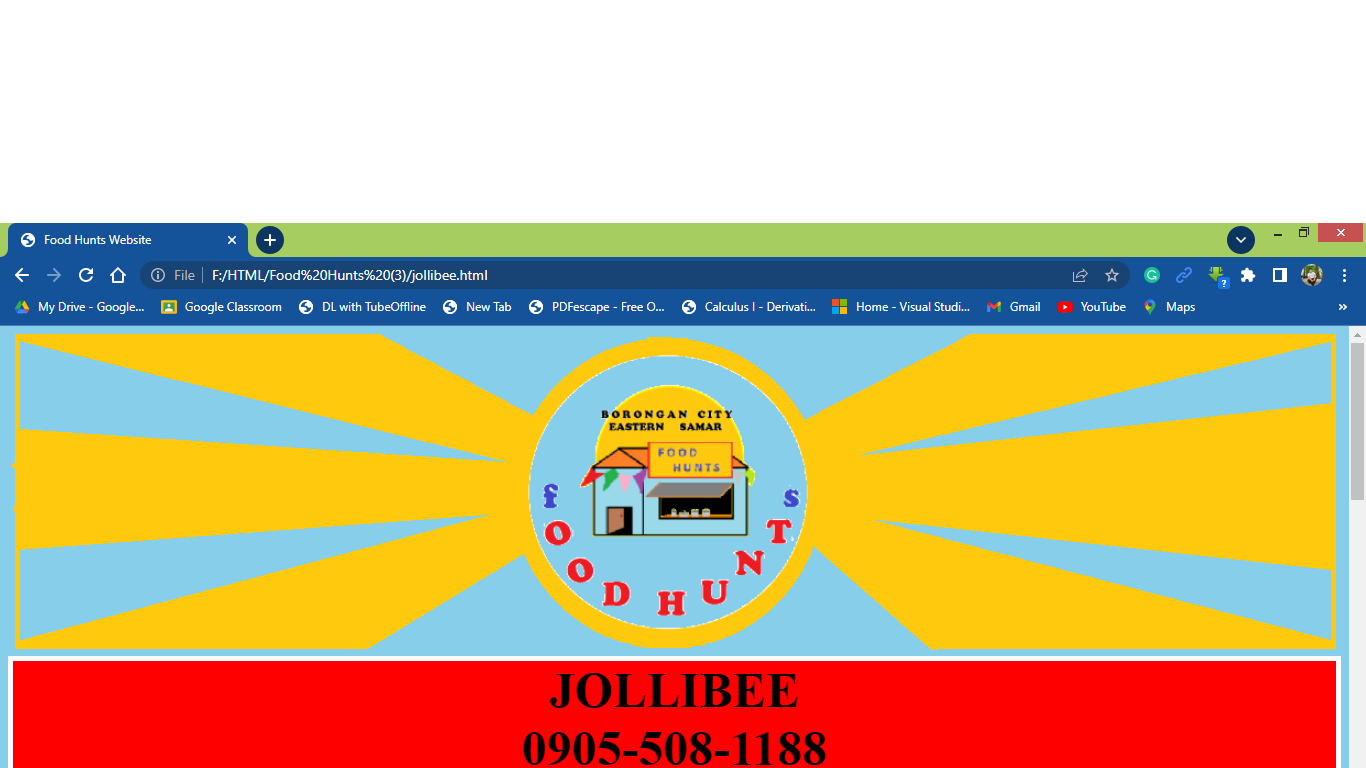 Food Hunts Website
File F:/HTML/Food%20Hunts%20(3)//jollibee.html
My Drive - Google... Google Classroom DL with TubeOffline New Tab PDFescape - Free O... Calculus I - Derivati... Home - Visual Studi... Gmail YouTube Maps »
BORONGAN CITY
EASTERN SAMAR
FOOD
HUNTS
fOOD HUNTs
JOLLIBEE
0905-508-1188